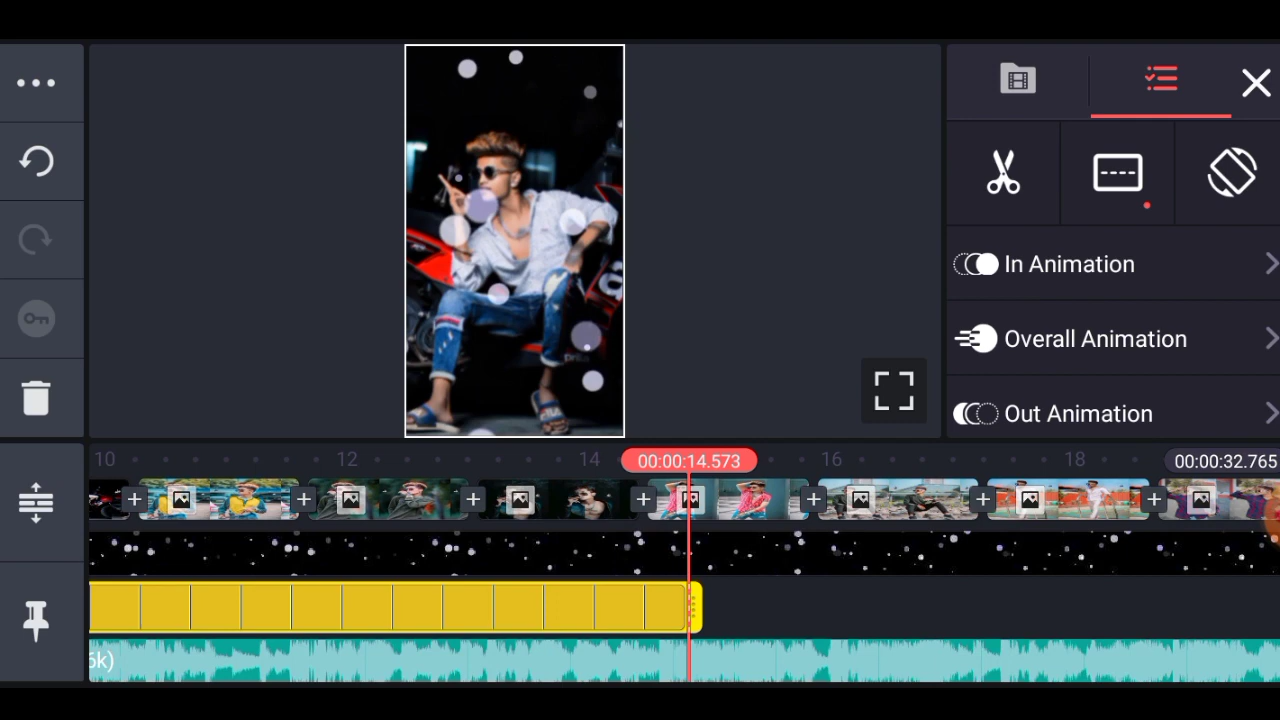 In Animation
Overall Animation
Out Animation
10
12
14
00:00:14.573
16
18
00:00:32.765
6k)